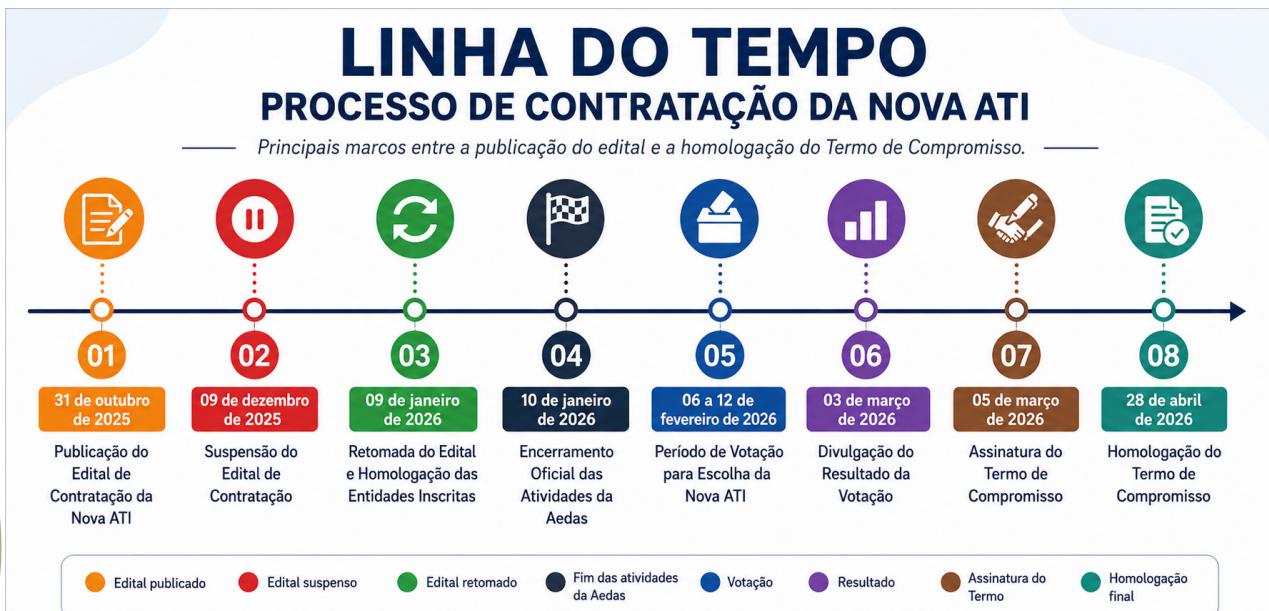 LINHA DO TEMPO
PROCESSO DE CONTRATAÇÃO DA NOVA ATI
Principais marcos entre a publicação do edital e a homologação do Termo de Compromisso.
01
31 de outubro
de 2025
Publicação do
Edital de
Contratação da
Nova ATI
02
09 de dezembro
de 2025
Suspensão do
Edital de
Contratação
03
09 de janeiro
de 2026
Retomada do Edital
e Homologação das
Entidades Inscritas
04
10 de janeiro
de 2026
Encerramento
Oficial das
Atividades da
Aedas
05
06 a 12 de
fevereiro de 2026
Período de Votação
para Escolha da
Nova ATI
06
03 de março
de 2026
Divulgação do
Resultado da
Votação
07
05 de março
de 2026
Assinatura do
Termo de
Compromisso
08
28 de abril
de 2026
Homologação do
Termo de
Compromisso
Edital publicado
Edital suspenso
Edital retomado
Fim das atividades
da Aedas
Votação
Resultado
Assinatura do
Termo
Homologação
final